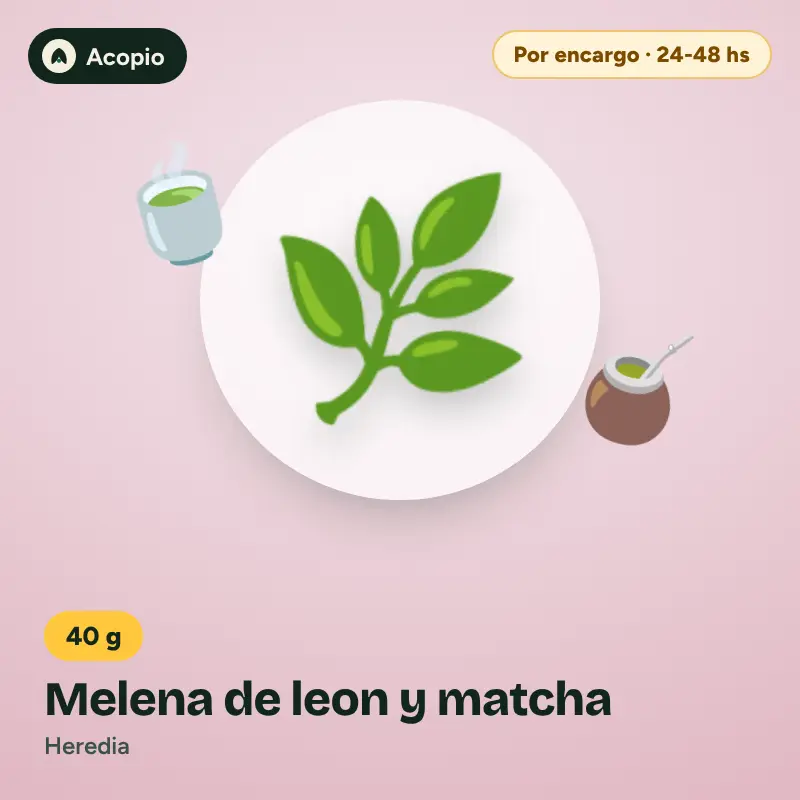 Acopio
Por encargo · 24-48 hs
40 g
Melena de leon y matcha
Heredia